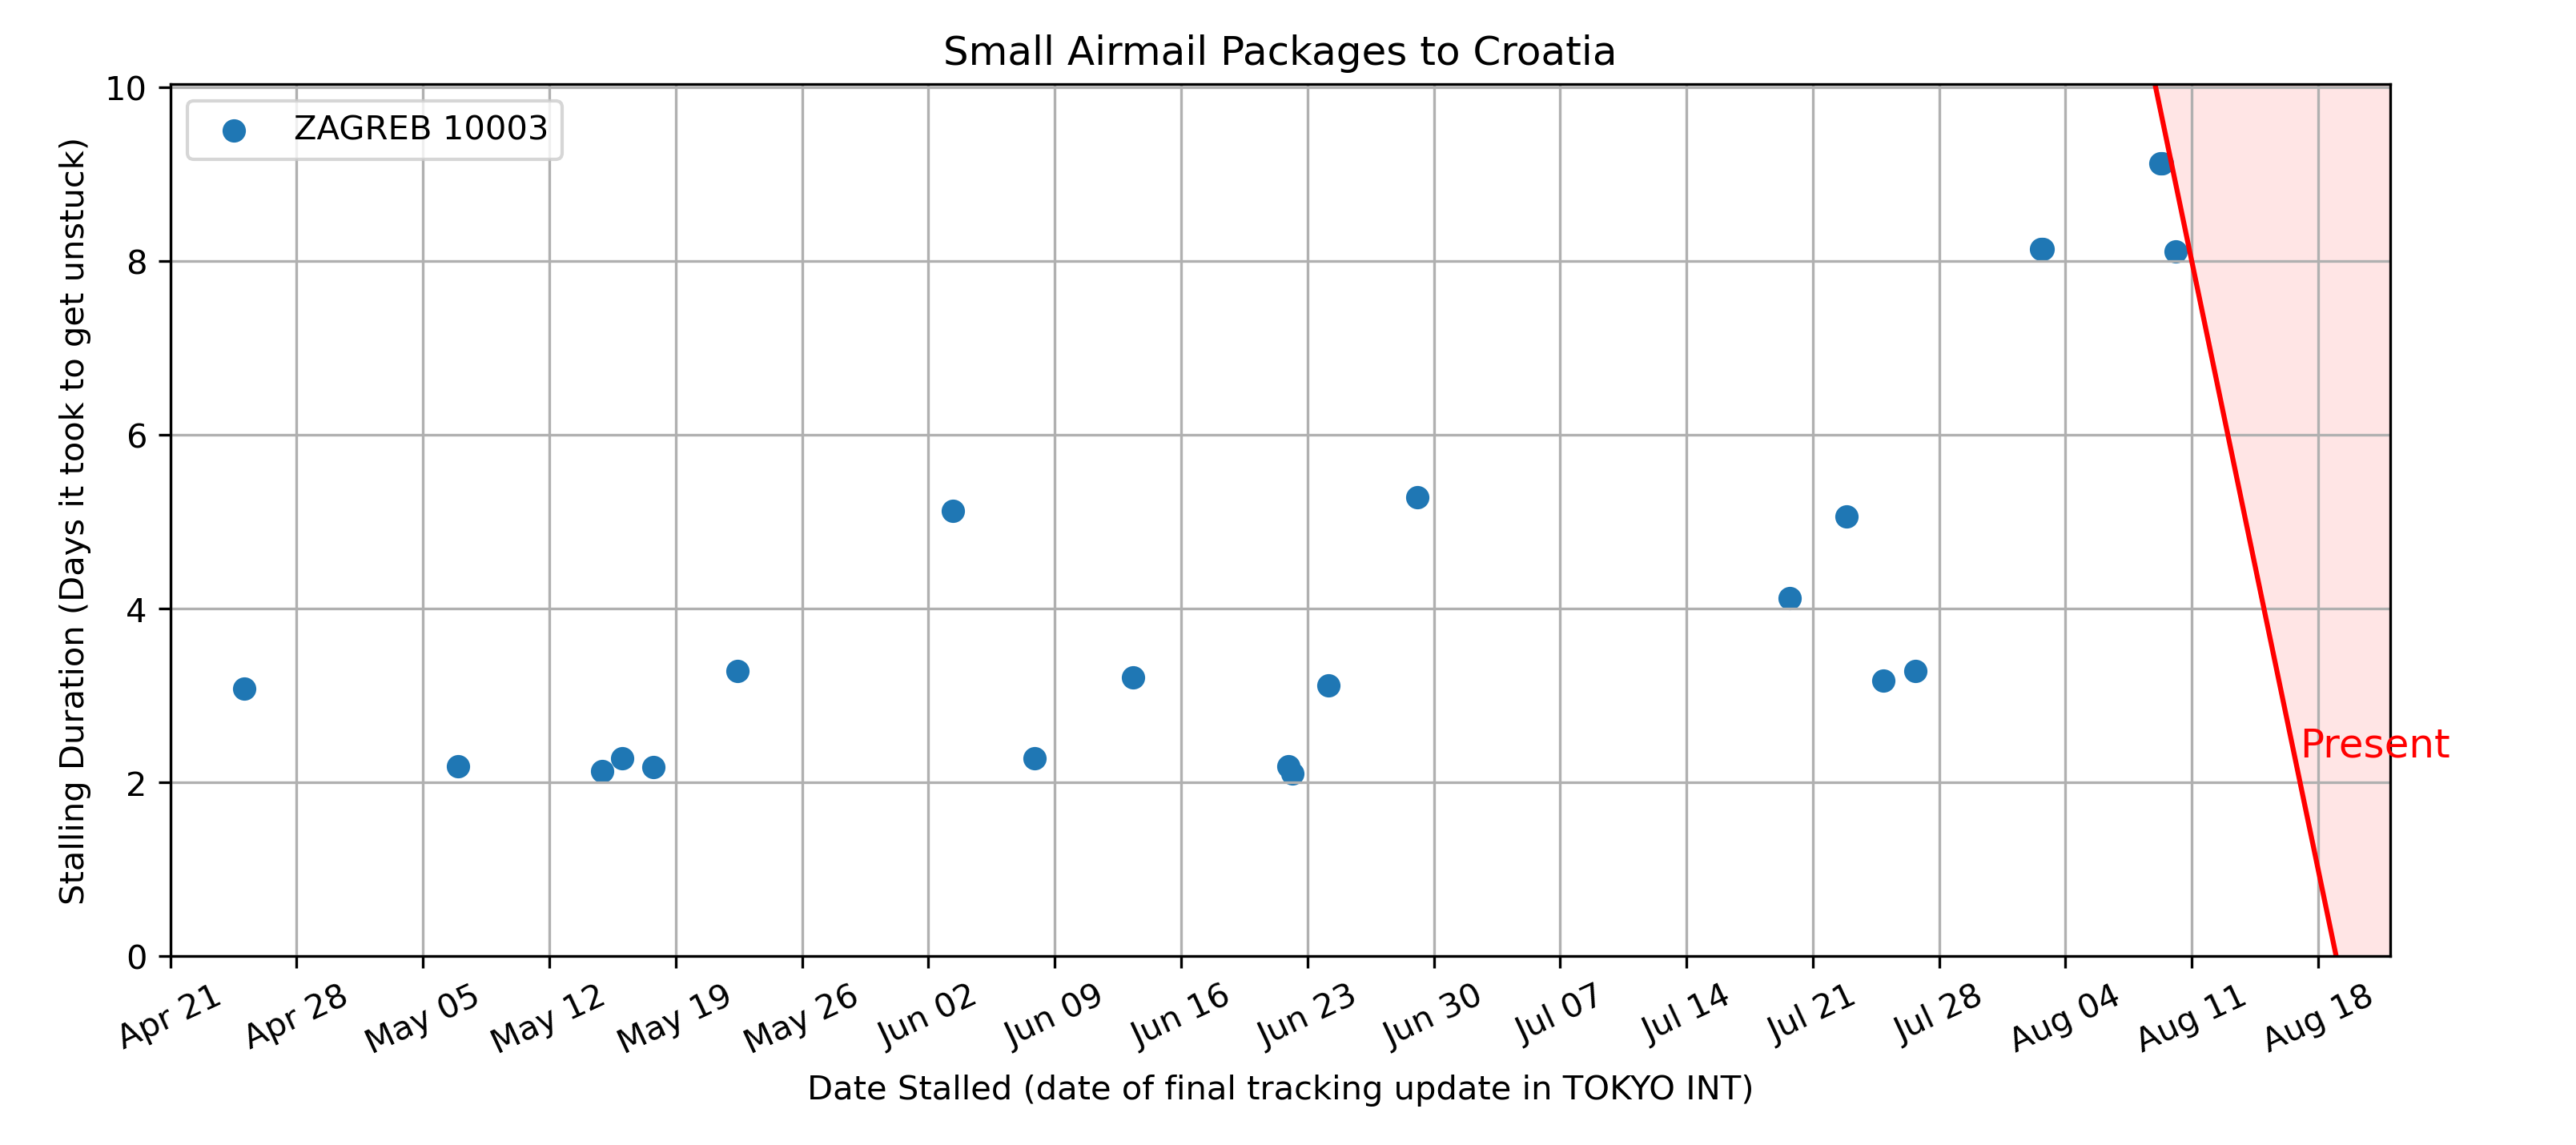 Small Airmail Packages to Croatia
ZAGREB 10003
Stalling Duration (Days it took to get unstuck)
10
8
6
4
2
0
Present
Apr 21
Apr 28
May 05
May 12
May 19
May 26
Jun 02
Jun 09
Jun 16
Jun 23
Jun 30
Jul 07
Jul 14
Jul 21
Jul 28
Aug 04
Aug 11
Aug 18
Date Stalled (date of final tracking update in TOKYO INT)